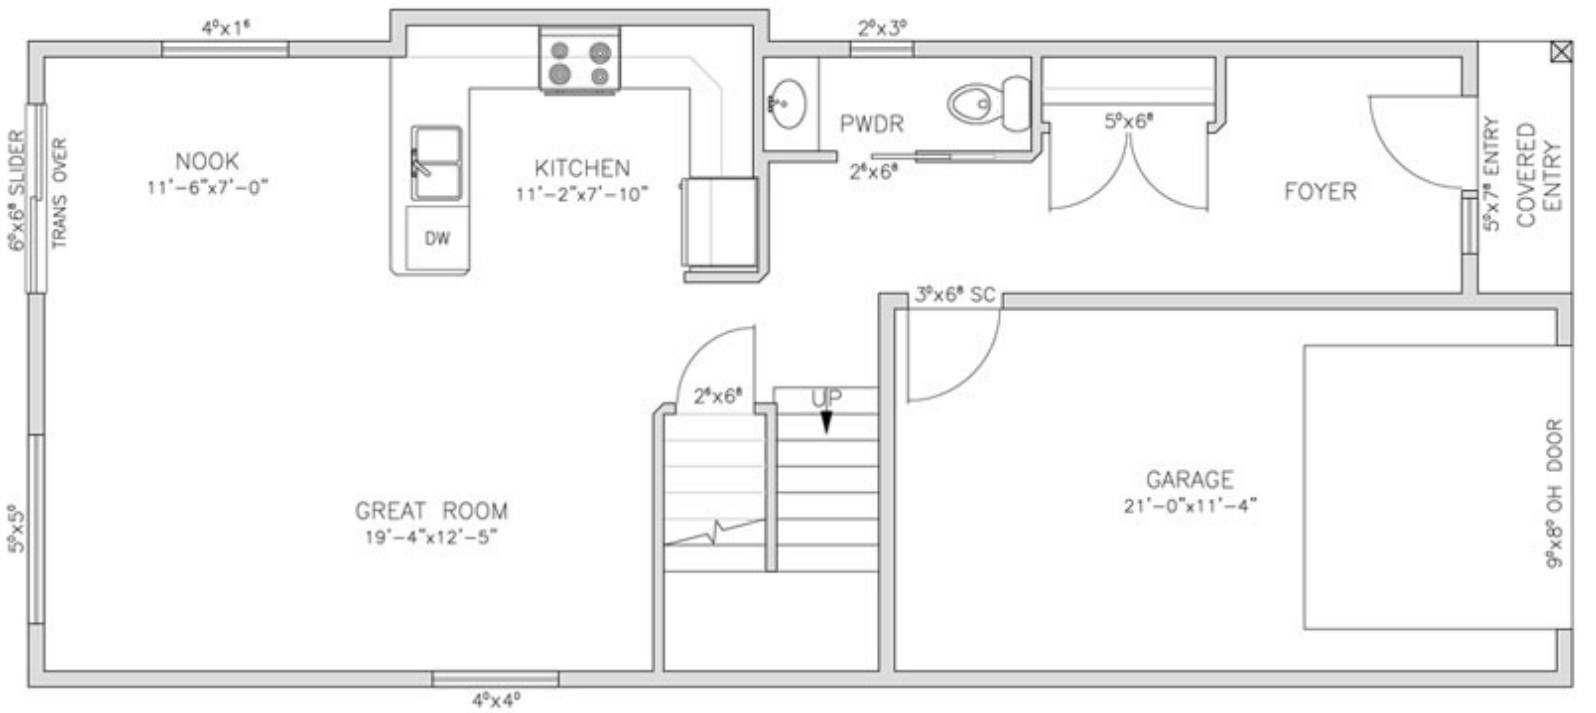 4⁰x1⁶
2⁰x3⁰
6⁰x6⁸ SLIDER
TRANS OVER
NOOK
11'-6"x7'-0"
KITCHEN
11'-2"x7'-10"
DW
PWDR
2⁶x6⁸
5⁰x6⁸
FOYER
5⁰x7⁸ ENTRY
COVERED
ENTRY
3⁰x6⁸ SC
2⁶x6⁸
UP
GREAT ROOM
19'-4"x12'-5"
5⁰x5⁰
GARAGE
21'-0"x11'-4"
9⁰x8⁰ OH DOOR
4⁰x4⁰